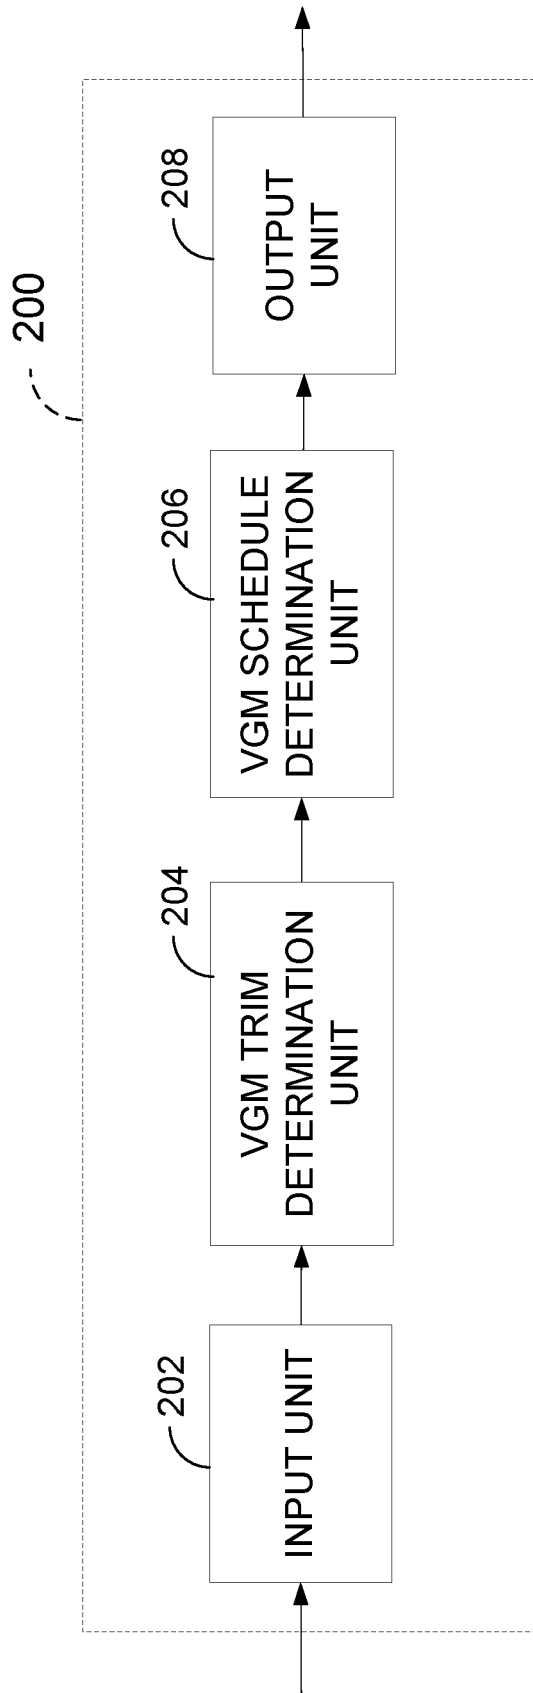 200
202
INPUT UNIT
204
VGM TRIM
DETERMINATION
UNIT
206
VGM SCHEDULE
DETERMINATION
UNIT
208
OUTPUT
UNIT